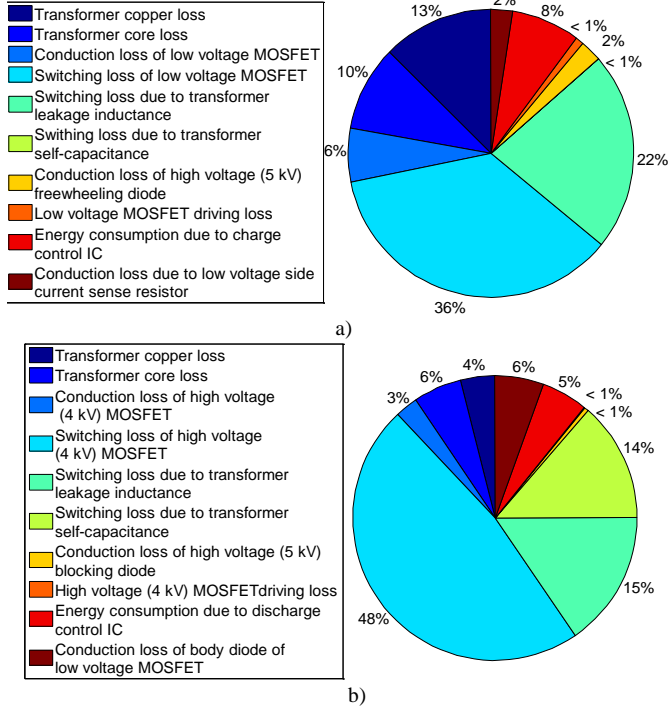 Transformer copper loss
Transformer core loss
Conduction loss of low voltage MOSFET
Switching loss of low voltage MOSFET
Switching loss due to transformer
leakage inductance
Swithing loss due to transformer
self-capacitance
Conduction loss of high voltage (5 kV)
freewheeling diode
Low voltage MOSFET driving loss
Energy consumption due to charge
control IC
Conduction loss due to low voltage side
current sense resistor
13%
2%
8%
< 1%
2%
< 1%
10%
6%
22%
36%
a)
Transformer copper loss
Transformer core loss
Conduction loss of high voltage
(4 kV) MOSFET
Switching loss of high voltage
(4 kV) MOSFET
Switching loss due to transformer
leakage inductance
Switching loss due to transformer
self-capacitance
Conduction loss of high voltage (5 kV)
blocking diode
High voltage (4 kV) MOSFETdriving loss
Energy consumption due to discharge
control IC
Conduction loss of body diode of
low voltage MOSFET
4%
6%
6%
5%
3%
< 1%
< 1%
14%
15%
48%
b)